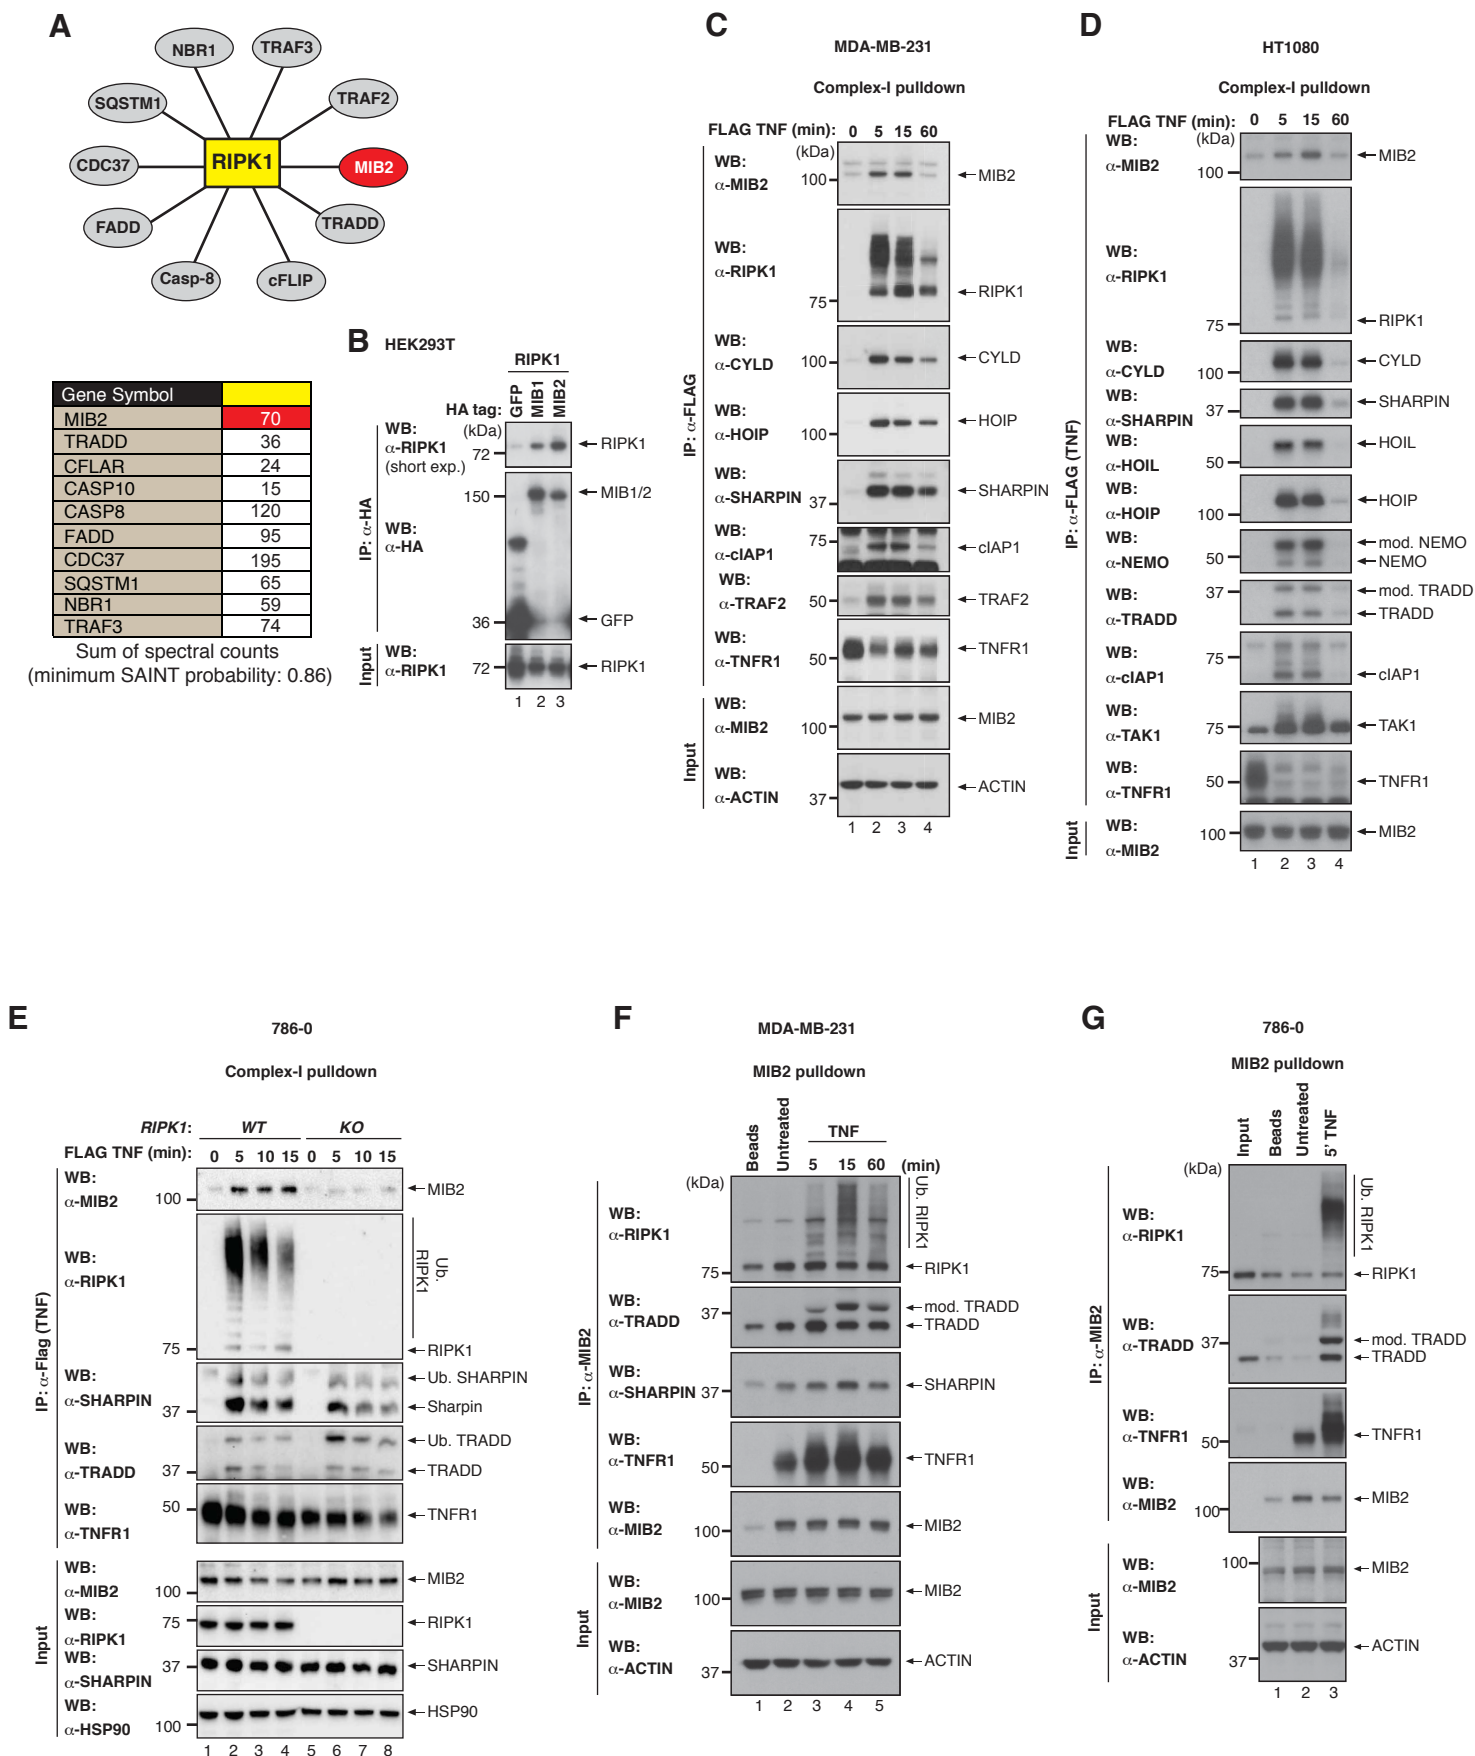 A
NBR1
TRAF3
SQSTM1
TRAF2
CDC37
RIPK1
MIB2
FADD
TRADD
Casp-8
cFLIP
Gene Symbol
MIB2 70
TRADD 36
CFLAR 24
CASP10 15
CASP8 120
FADD 95
CDC37 195
SQSTM1 65
NBR1 59
TRAF3 74
Sum of spectral counts
(minimum SAINT probability: 0.86)
B
HEK293T
RIPK1
HA tag: GFP MIB1 MIB2
(kDa)
IP: α-HA
WB:
α-RIPK1
(short exp.)
72
RIPK1
150
MIB1/2
WB:
α-HA
36
GFP
Input
WB:
α-RIPK1
72
RIPK1
1 2 3
C
MDA-MB-231
Complex-I pulldown
FLAG TNF (min): 0 5 15 60
(kDa)
IP: α-FLAG
WB:
α-MIB2
100
MIB2
WB:
α-RIPK1
RIPK1
75
WB:
α-CYLD
100
CYLD
WB:
α-HOIP
100
HOIP
WB:
α-SHARPIN
37
SHARPIN
WB:
α-cIAP1
75
cIAP1
WB:
α-TRAF2
50
TRAF2
WB:
α-TNFR1
50
TNFR1
Input
WB:
α-MIB2
100
MIB2
WB:
α-ACTIN
37
ACTIN
1 2 3 4
D
HT1080
Complex-I pulldown
FLAG TNF (min): 0 5 15 60
(kDa)
IP: α-FLAG (TNF)
WB:
α-MIB2
100
MIB2
WB:
α-RIPK1
75
RIPK1
WB:
α-CYLD
100
CYLD
WB:
α-SHARPIN
37
SHARPIN
WB:
α-HOIL
50
HOIL
WB:
α-HOIP
100
HOIP
WB:
α-NEMO
50
mod. NEMO
NEMO
WB:
α-TRADD
37
mod. TRADD
TRADD
WB:
α-cIAP1
75
cIAP1
WB:
α-TAK1
75
TAK1
WB:
α-TNFR1
50
TNFR1
Input
WB:
α-MIB2
100
MIB2
1 2 3 4
E
786-0
Complex-I pulldown
RIPK1: WT KO
FLAG TNF (min): 0 5 10 15 0 5 10 15
IP: α-Flag (TNF)
WB:
α-MIB2
100
MIB2
WB:
α-RIPK1
Ub.
RIPK1
75
RIPK1
WB:
α-SHARPIN
37
Ub. SHARPIN
Sharpin
WB:
α-TRADD
37
Ub. TRADD
TRADD
WB:
α-TNFR1
50
TNFR1
Input
WB:
α-MIB2
100
MIB2
WB:
α-RIPK1
75
RIPK1
WB:
α-SHARPIN
37
SHARPIN
WB:
α-HSP90
100
HSP90
1 2 3 4 5 6 7 8
F
MDA-MB-231
MIB2 pulldown
Beads Untreated TNF
5 15 60 (min)
(kDa)
IP: α-MIB2
WB:
α-RIPK1
Ub. RIPK1
75
RIPK1
WB:
α-TRADD
37
mod. TRADD
TRADD
WB:
α-SHARPIN
37
SHARPIN
WB:
α-TNFR1
50
TNFR1
WB:
α-MIB2
100
MIB2
Input
WB:
α-MIB2
100
MIB2
WB:
α-ACTIN
37
ACTIN
1 2 3 4 5
G
786-0
MIB2 pulldown
Input Beads Untreated 5' TNF
(kDa)
IP: α-MIB2
WB:
α-RIPK1
Ub. RIPK1
75
RIPK1
WB:
α-TRADD
37
mod. TRADD
TRADD
WB:
α-TNFR1
50
TNFR1
WB:
α-MIB2
100
MIB2
Input
WB:
α-MIB2
100
MIB2
WB:
α-ACTIN
37
ACTIN
1 2 3